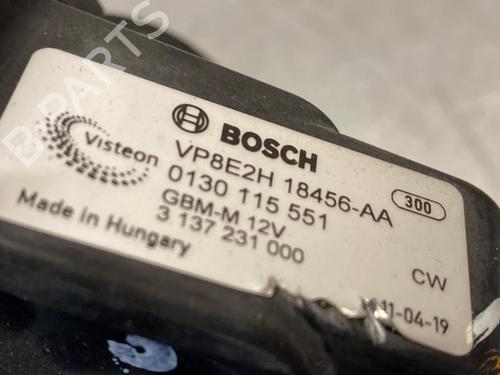 BOSCH
Visteon
VP8E2H 18456-AA
300
0130 115 551
GBM-M 12V
3 137 231 000
Made in Hungary
CW
11-04-19
B-PARTS